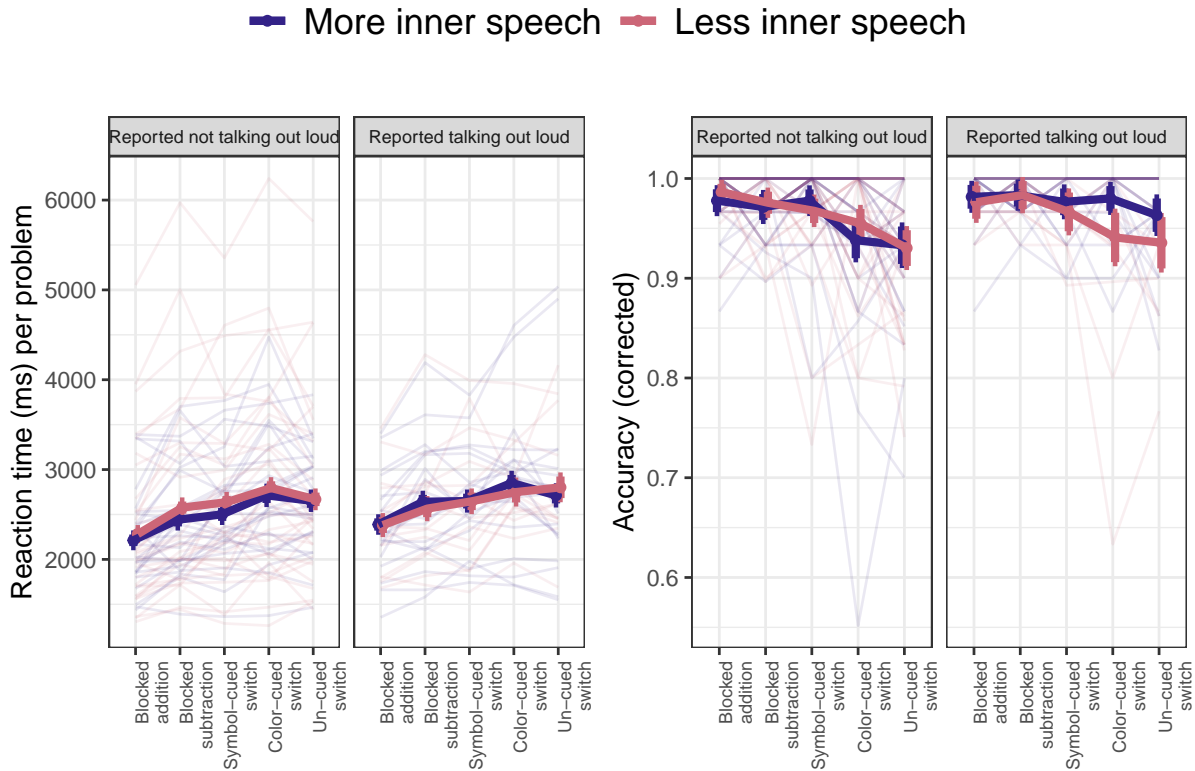 More inner speech Less inner speech
Reported not talking out loud Reported talking out loud Reported not talking out loud Reported talking out loud
Reaction time (ms) per problem
6000
5000
4000
3000
2000
Accuracy (corrected)
1.0
0.9
0.8
0.7
0.6
Blocked
addition
Blocked
subtraction
Symbol−cued
switch
Color−cued
switch
Un−cued
switch
Blocked
addition
Blocked
subtraction
Symbol−cued
switch
Color−cued
switch
Un−cued
switch
Blocked
addition
Blocked
subtraction
Symbol−cued
switch
Color−cued
switch
Un−cued
switch
Blocked
addition
Blocked
subtraction
Symbol−cued
switch
Color−cued
switch
Un−cued
switch